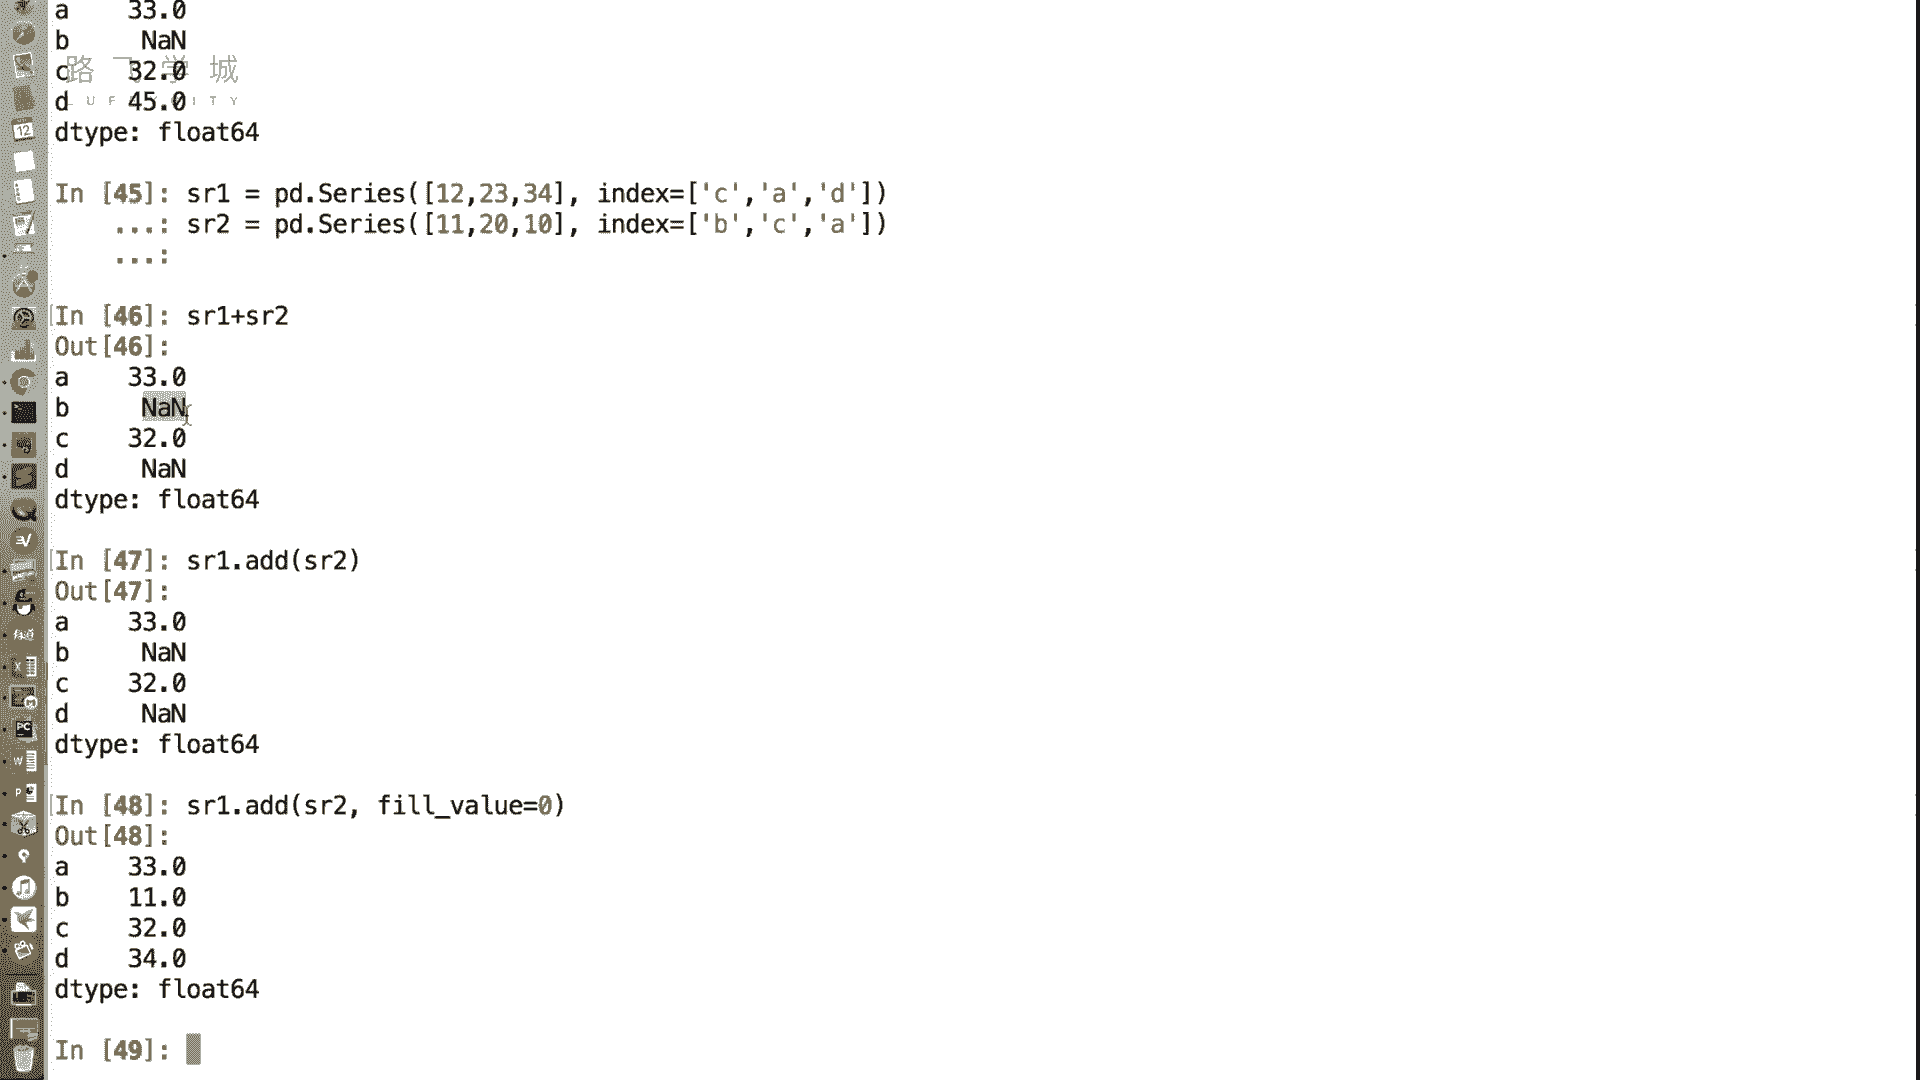 a    33.0
b     NaN
c    32.0
d    45.0
dtype: float64
In [45]: sr1 = pd.Series([12,23,34], index=['c','a','d'])
    ...: sr2 = pd.Series([11,20,10], index=['b','c','a'])
    ...:
In [46]: sr1+sr2
Out[46]:
a    33.0
b     NaN
c    32.0
d     NaN
dtype: float64
In [47]: sr1.add(sr2)
Out[47]:
a    33.0
b     NaN
c    32.0
d     NaN
dtype: float64
In [48]: sr1.add(sr2, fill_value=0)
Out[48]:
a    33.0
b    11.0
c    32.0
d    34.0
dtype: float64
In [49]:
路 飞 学 城
12
PC
W
P
X